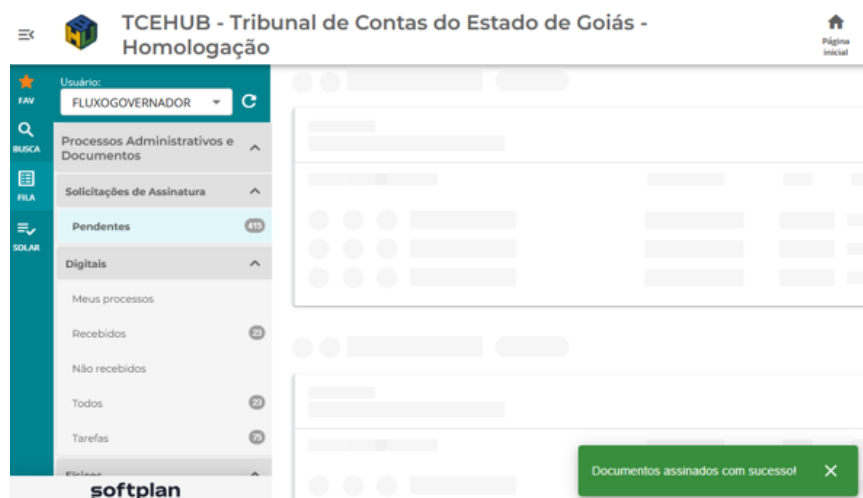 TCEHUB - Tribunal de Contas do Estado de Goiás -
Homologação
Página
inicial
FAV
BUSCA
FILA
SOLAR
Usuário:
FLUXOGOVERNADOR
Processos Administrativos e
Documentos
Solicitações de Assinatura
Pendentes 415
Digitais
Meus processos
Recebidos 23
Não recebidos
Todos 23
Tarefas 75
Físicos
softplan
Documentos assinados com sucesso!